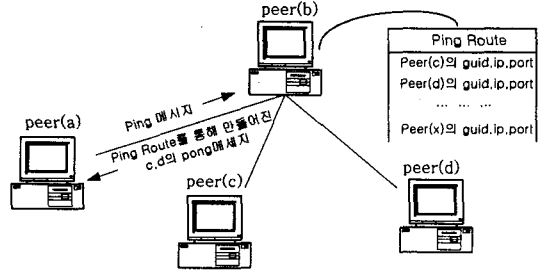 peer(b)
Ping Route
Peer(c)의 guid.ip.port
Peer(d)의 guid.ip.port
... ... ...
Peer(x)의 guid.ip.port
Ping 메시지
peer(a)
Ping Route를 통해 만들어진
c.d의 pong메세지
peer(c)
peer(d)